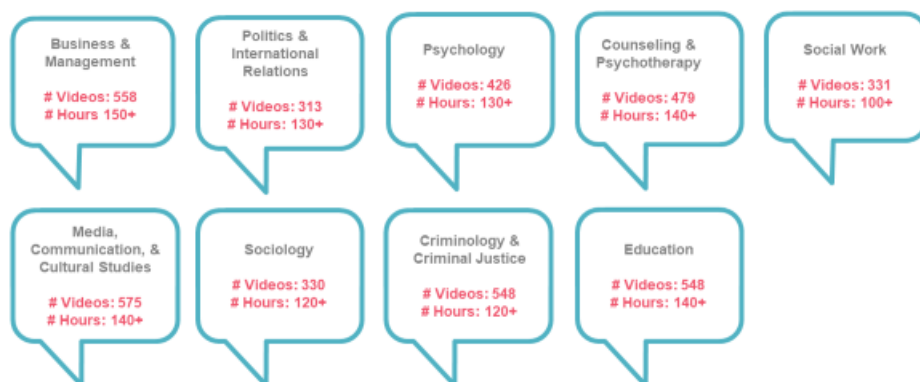 Business &
Management
# Videos: 558
# Hours 150+
Politics &
International
Relations
# Videos: 313
# Hours: 130+
Psychology
# Videos: 426
# Hours: 130+
Counseling &
Psychotherapy
# Videos: 479
# Hours: 140+
Social Work
# Videos: 331
# Hours: 100+
Media,
Communication, &
Cultural Studies
# Videos: 575
# Hours: 140+
Sociology
# Videos: 330
# Hours: 120+
Criminology &
Criminal Justice
# Videos: 548
# Hours: 120+
Education
# Videos: 548
# Hours: 140+